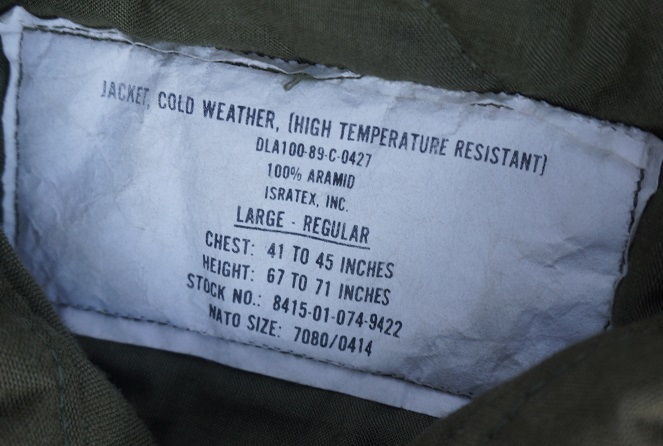 JACKET, COLD WEATHER, (HIGH TEMPERATURE RESISTANT)
DLA100-89-C-0427
100% ARAMID
ISRATEX, INC.
LARGE - REGULAR
CHEST: 41 TO 45 INCHES
HEIGHT: 67 TO 71 INCHES
STOCK NO.: 8415-01-074-9422
NATO SIZE: 7080/0414